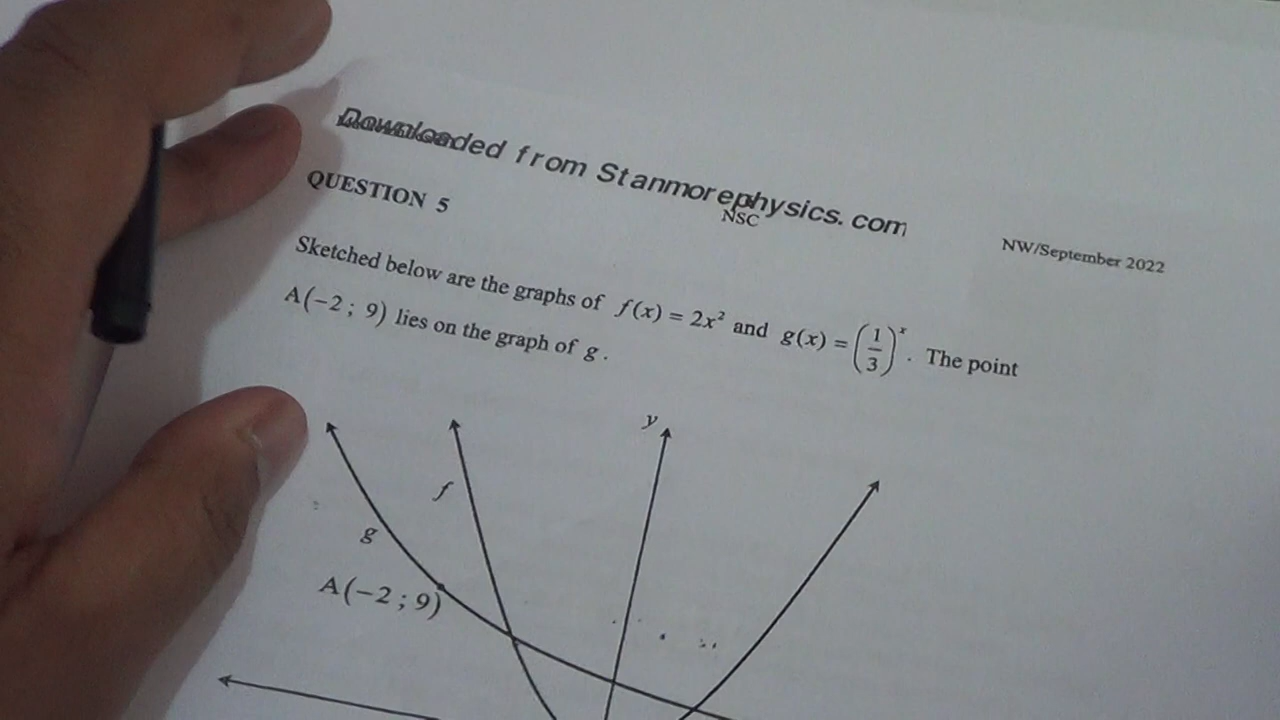 Downloaded from Stanmorephysics.com
NSC
NW/September 2022
QUESTION 5
Sketched below are the graphs of f(x) = 2x² and g(x) = (1/3)ˣ. The point
A(−2 ; 9) lies on the graph of g.
y
f
g
A(−2 ; 9)